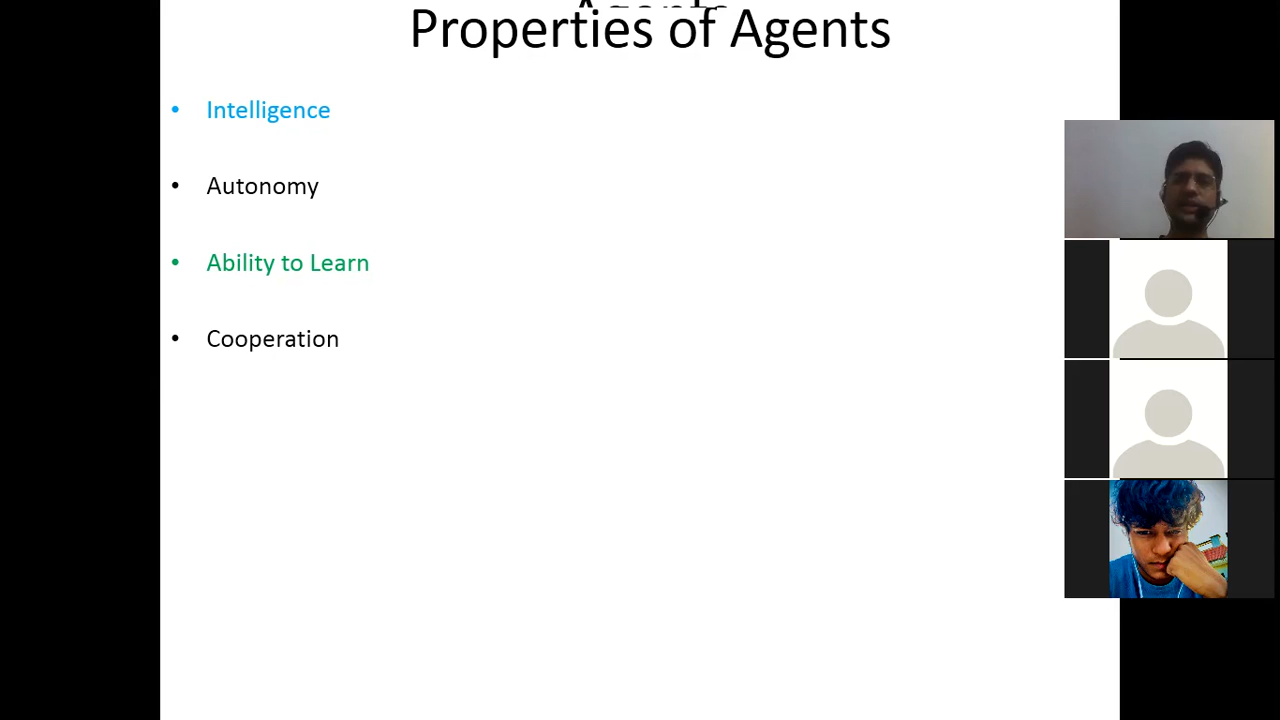 Properties of Agents
• Intelligence
• Autonomy
• Ability to Learn
• Cooperation